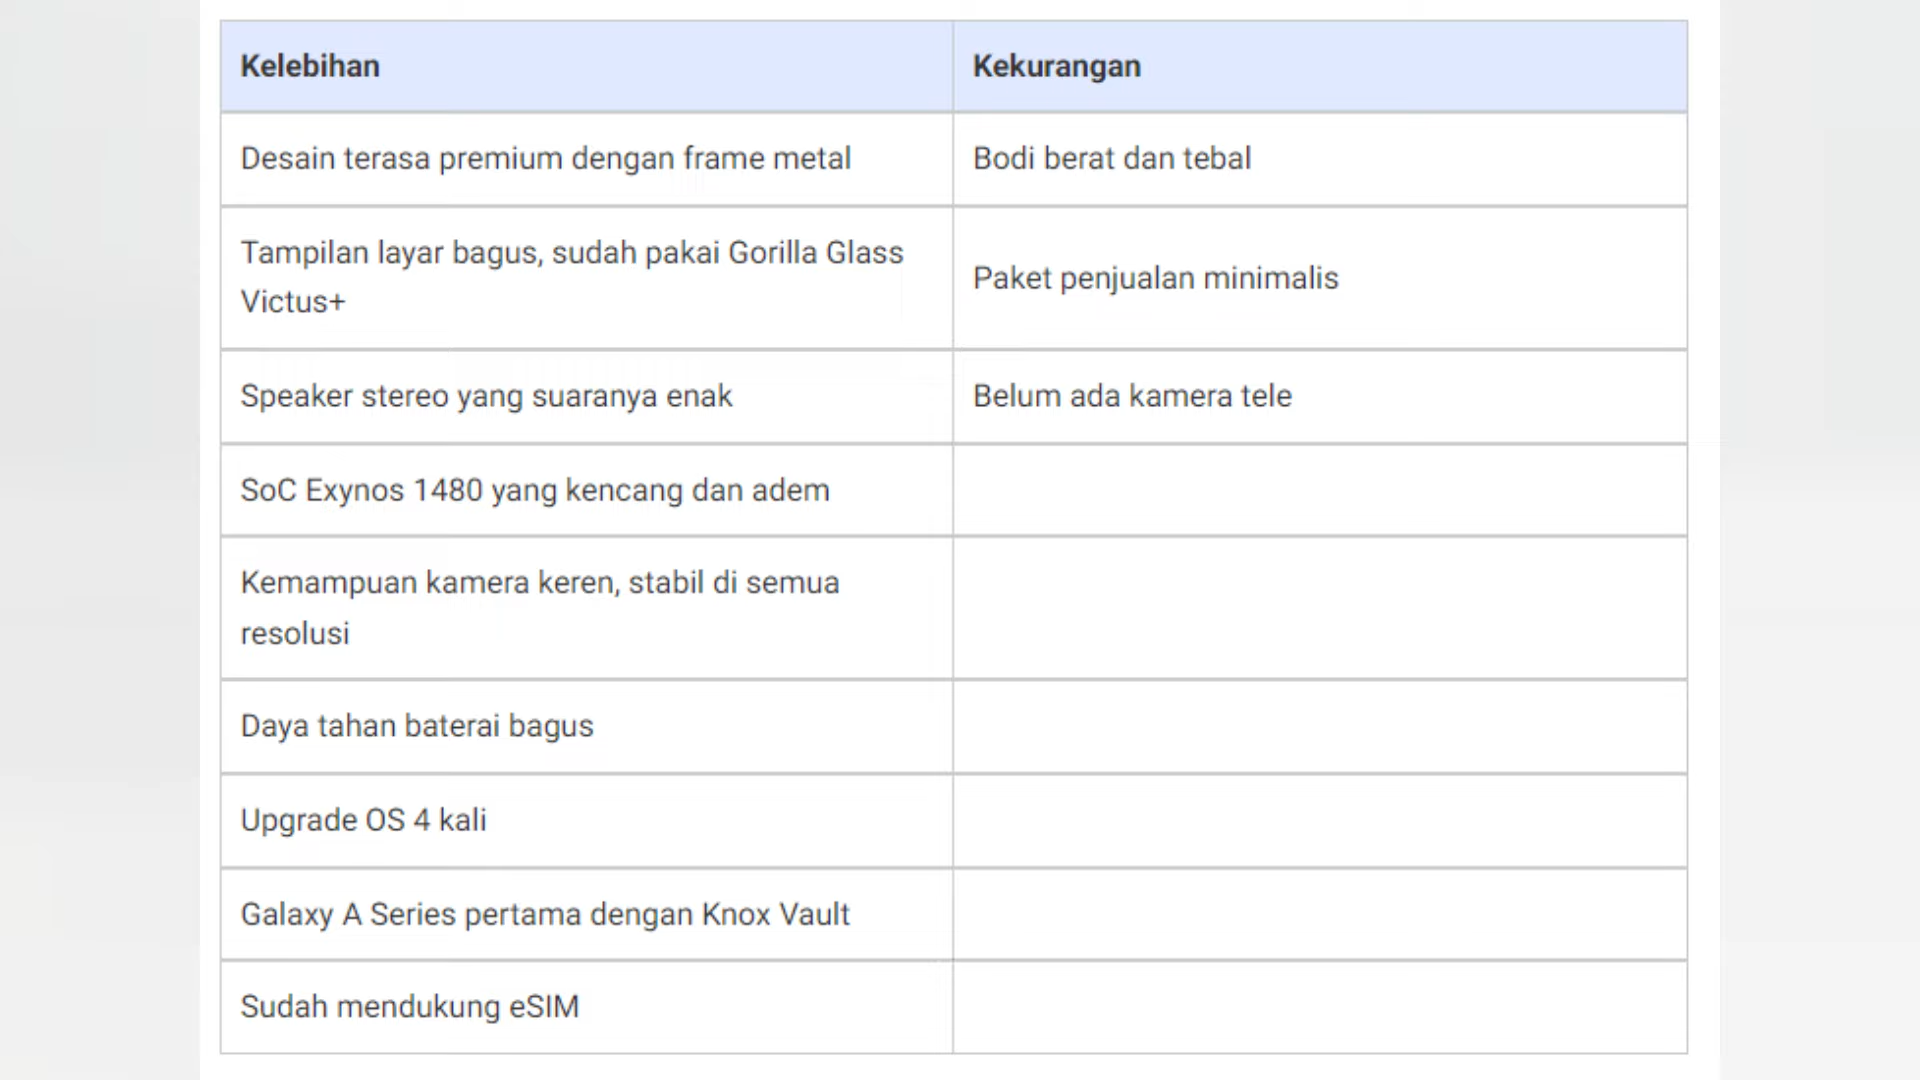 Kelebihan
Kekurangan
Desain terasa premium dengan frame metal
Bodi berat dan tebal
Tampilan layar bagus, sudah pakai Gorilla Glass
Victus+
Paket penjualan minimalis
Speaker stereo yang suaranya enak
Belum ada kamera tele
SoC Exynos 1480 yang kencang dan adem
Kemampuan kamera keren, stabil di semua
resolusi
Daya tahan baterai bagus
Upgrade OS 4 kali
Galaxy A Series pertama dengan Knox Vault
Sudah mendukung eSIM